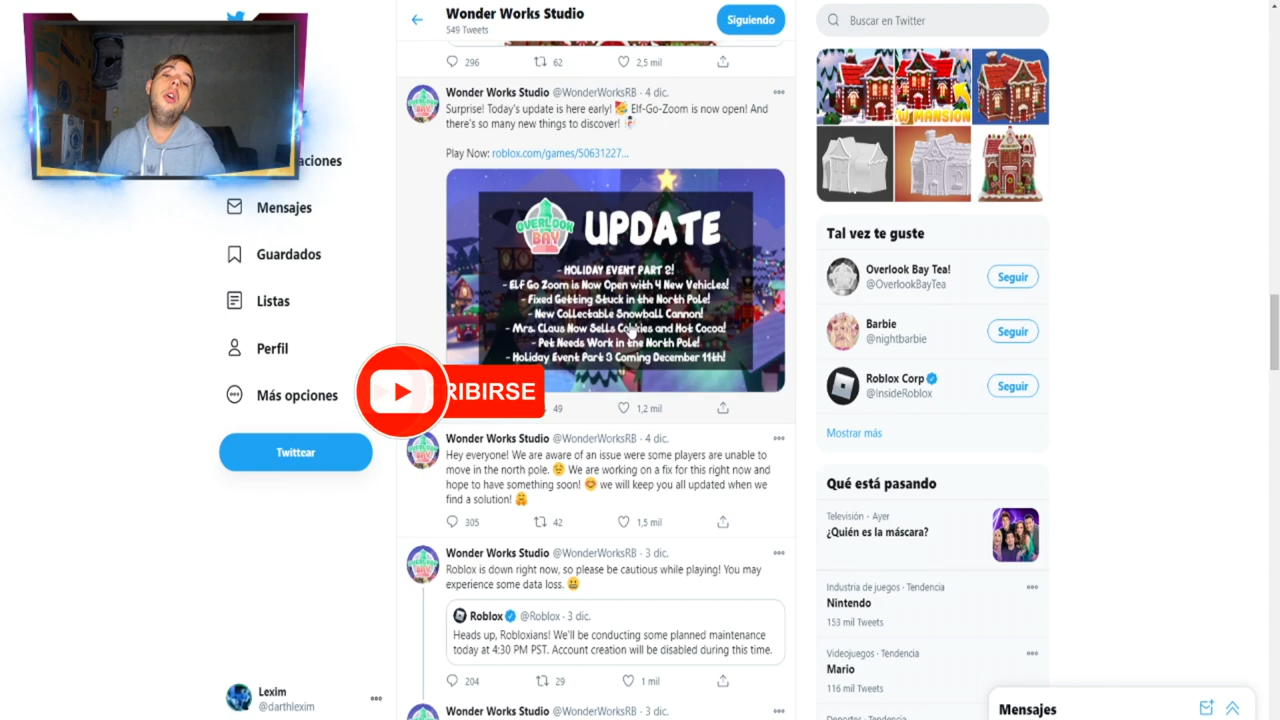 aciones
Mensajes
Guardados
Listas
Perfil
Más opciones
Twittear
Lexim
@darthlexim
Wonder Works Studio
549 Tweets
Siguiendo
296
62
2,5 mil
Wonder Works Studio @WonderWorksRB · 4 dic.
Surprise! Today's update is here early! Elf-Go-Zoom is now open! And
there's so many new things to discover!
Play Now: roblox.com/games/50631227...
OVERLOOK
BAY
UPDATE
- HOLIDAY EVENT PART 2!
- Elf Go Zoom is Now Open with 4 New Vehicles!
- Fixed Getting Stuck in the North Pole!
- New Collectable Snowball Cannon!
- Mrs. Claus Now Sells Cookies and Hot Cocoa!
- Pet Needs Work in the North Pole!
- Holiday Event Part 3 Coming December 11th!
RIBIRSE
49
1,2 mil
Wonder Works Studio @WonderWorksRB · 4 dic.
Hey everyone! We are aware of an issue were some players are unable to
move in the north pole. We are working on a fix for this right now and
hope to have something soon! we will keep you all updated when we
find a solution!
305
42
1,5 mil
Wonder Works Studio @WonderWorksRB · 3 dic.
Roblox is down right now, so please be cautious while playing! You may
experience some data loss.
Roblox @Roblox · 3 dic.
Heads up, Robloxians! We'll be conducting some planned maintenance
today at 4:30 PM PST. Account creation will be disabled during this time.
204
29
1 mil
Wonder Works Studio @WonderWorksRB · 3 dic.
Buscar en Twitter
W MANSION
Tal vez te guste
Overlook Bay Tea!
@OverlookBayTea
Seguir
Barbie
@nightbarbie
Seguir
Roblox Corp
@InsideRoblox
Seguir
Mostrar más
Qué está pasando
Televisión · Ayer
¿Quién es la máscara?
Industria de juegos · Tendencia
Nintendo
153 mil Tweets
Videojuegos · Tendencia
Mario
116 mil Tweets
Deportes · Tendencia
Mensajes